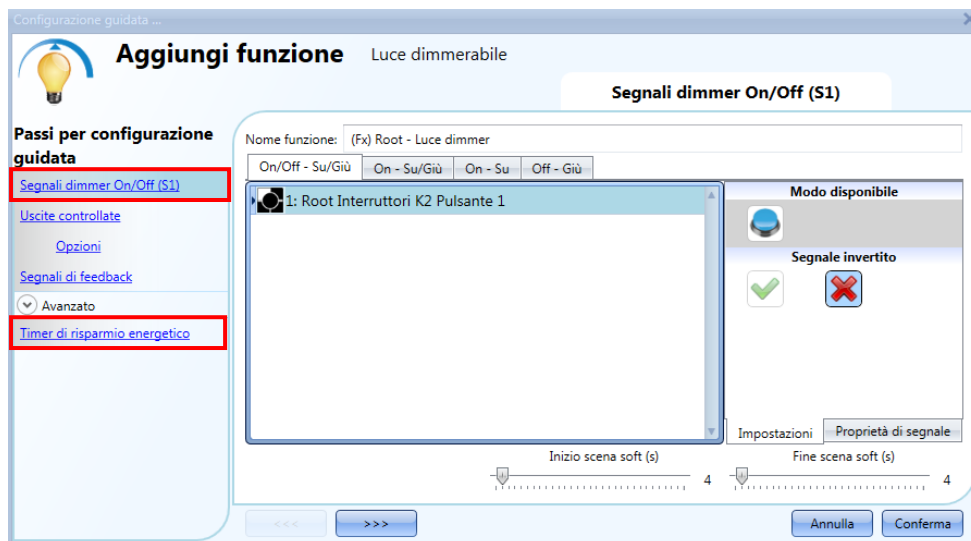 Configurazione guidata ...
Aggiungi funzione
Luce dimmerabile
Segnali dimmer On/Off (S1)
Passi per configurazione
guidata
Segnali dimmer On/Off (S1)
Uscite controllate
Opzioni
Segnali di feedback
Avanzato
Timer di risparmio energetico
Nome funzione:
(Fx) Root - Luce dimmer
On/Off - Su/Giù
On - Su/Giù
On - Su
Off - Giù
1: Root Interruttori K2 Pulsante 1
Modo disponibile
Segnale invertito
Impostazioni
Proprietà di segnale
Inizio scena soft (s)
4
Fine scena soft (s)
4
<<<
>>>
Annulla
Conferma